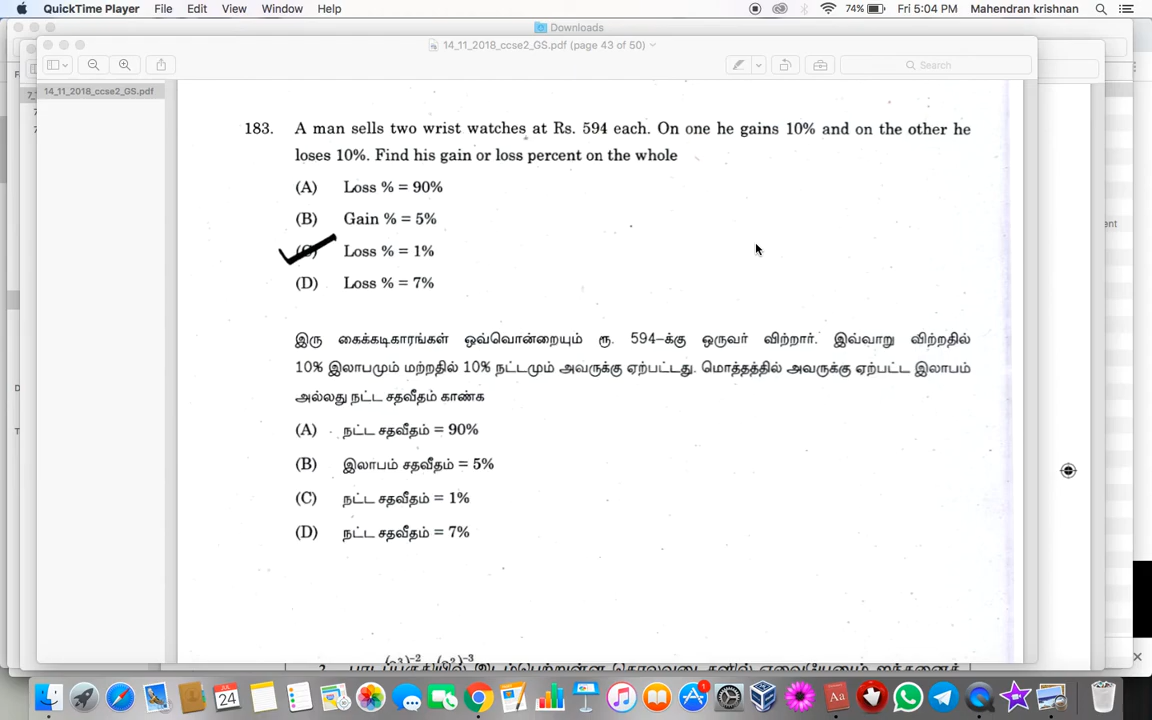 QuickTime Player File Edit View Window Help 74% Fri 5:04 PM Mahendran krishnan
Downloads
14_11_2018_ccse2_GS.pdf (page 43 of 50)
Search
14_11_2018_ccse2_GS.pdf
183. A man sells two wrist watches at Rs. 594 each. On one he gains 10% and on the other he
loses 10%. Find his gain or loss percent on the whole
(A) Loss % = 90%
(B) Gain % = 5%
(C) Loss % = 1%
(D) Loss % = 7%
இரு கைக்கடிகாரங்கள் ஒவ்வொன்றையும் ரூ. 594-க்கு ஒருவர் விற்றார். இவ்வாறு விற்றதில்
10% இலாபமும் மற்றதில் 10% நட்டமும் அவருக்கு ஏற்பட்டது. மொத்தத்தில் அவருக்கு ஏற்பட்ட இலாபம்
அல்லது நட்ட சதவீதம் காண்க
(A) நட்ட சதவீதம் = 90%
(B) இலாபம் சதவீதம் = 5%
(C) நட்ட சதவீதம் = 1%
(D) நட்ட சதவீதம் = 7%